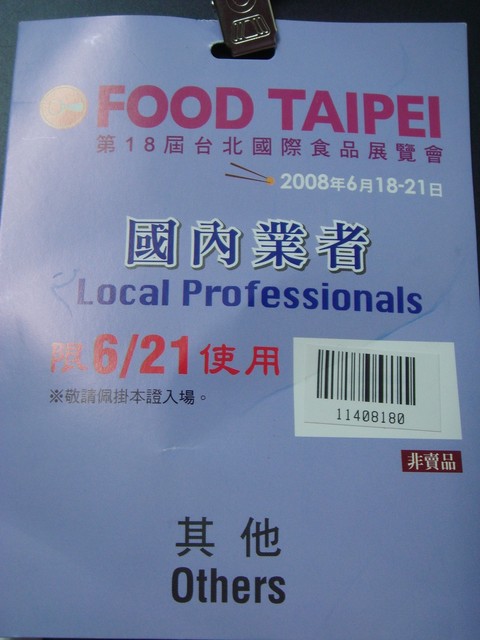 FOOD TAIPEI
第18屆台北國際食品展覽會
2008年6月18-21日
國內業者
Local Professionals
限6/21使用
※敬請佩掛本證入場。
11408180
非賣品
其他
Others